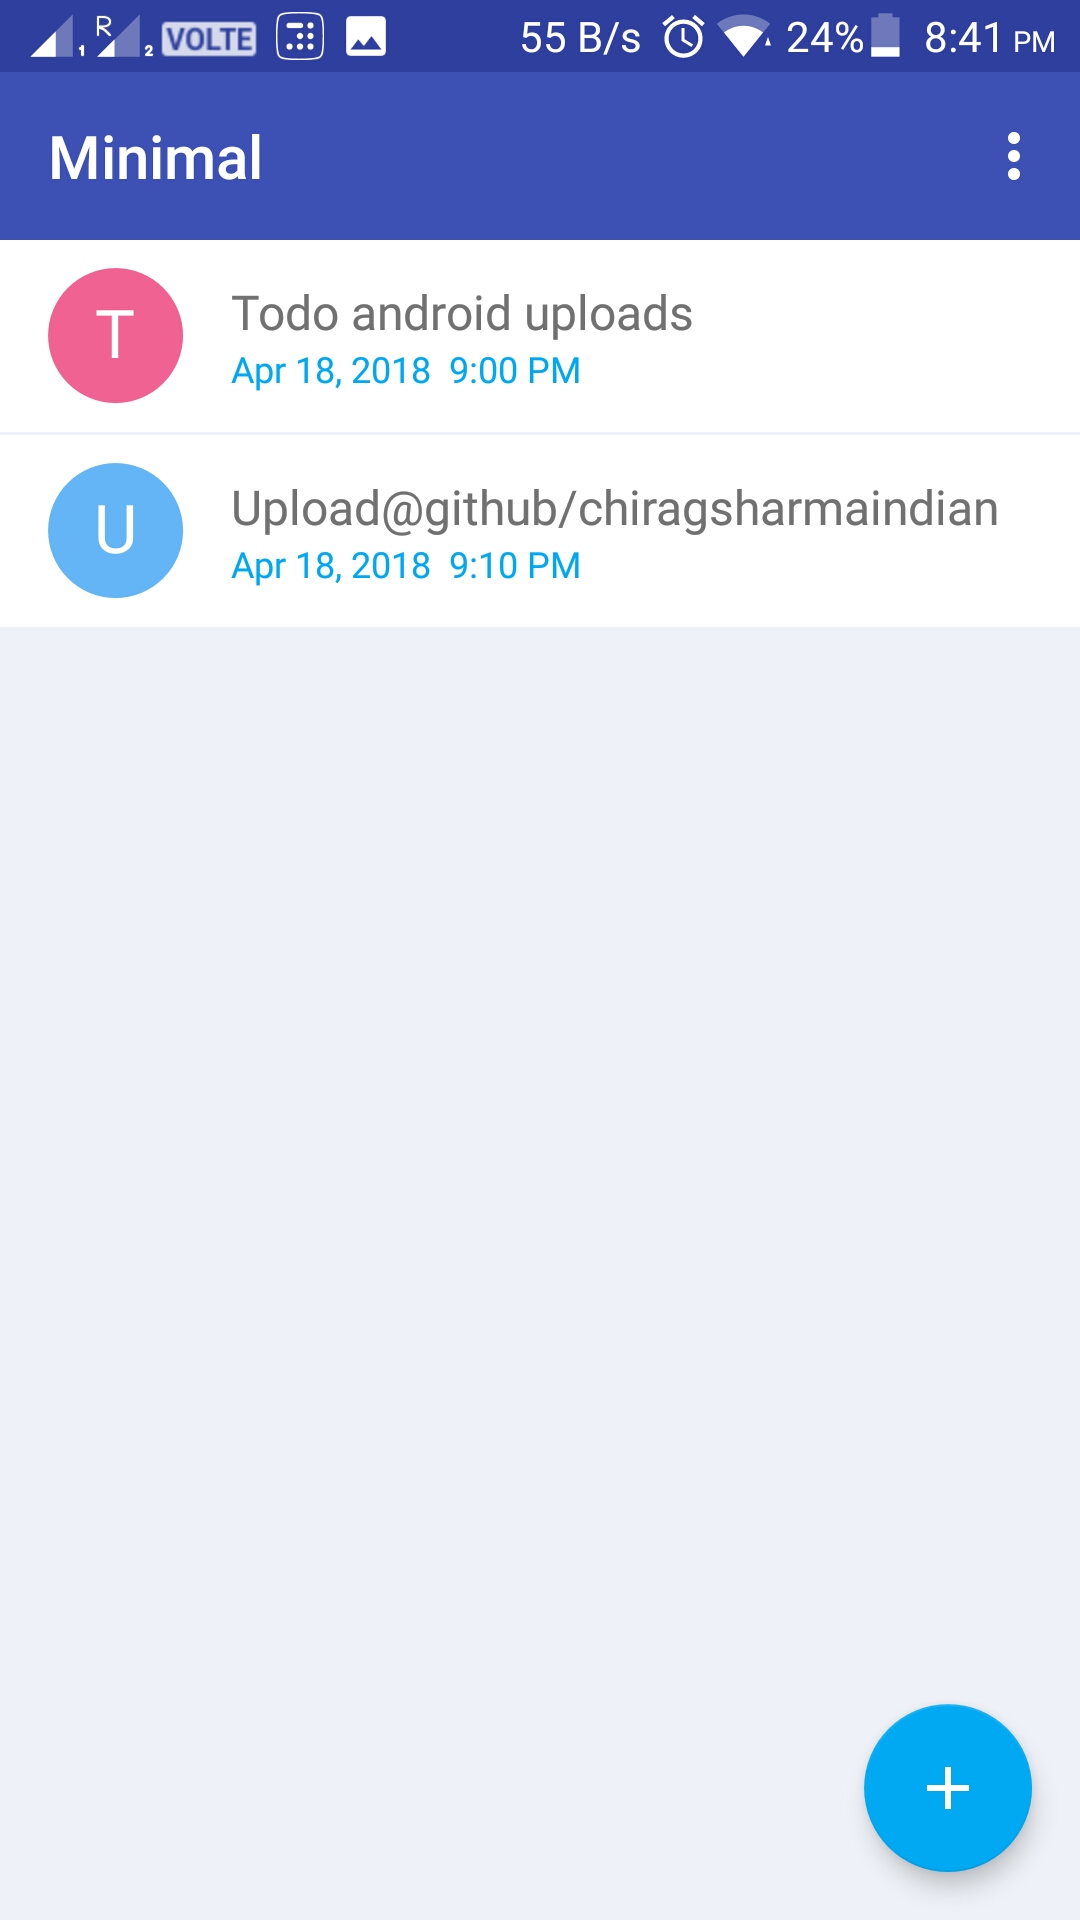 1 R 2 VOLTE 55 B/s 24% 8:41 PM
Minimal
T
Todo android uploads
Apr 18, 2018 9:00 PM
U
Upload@github/chiragsharmaindian
Apr 18, 2018 9:10 PM